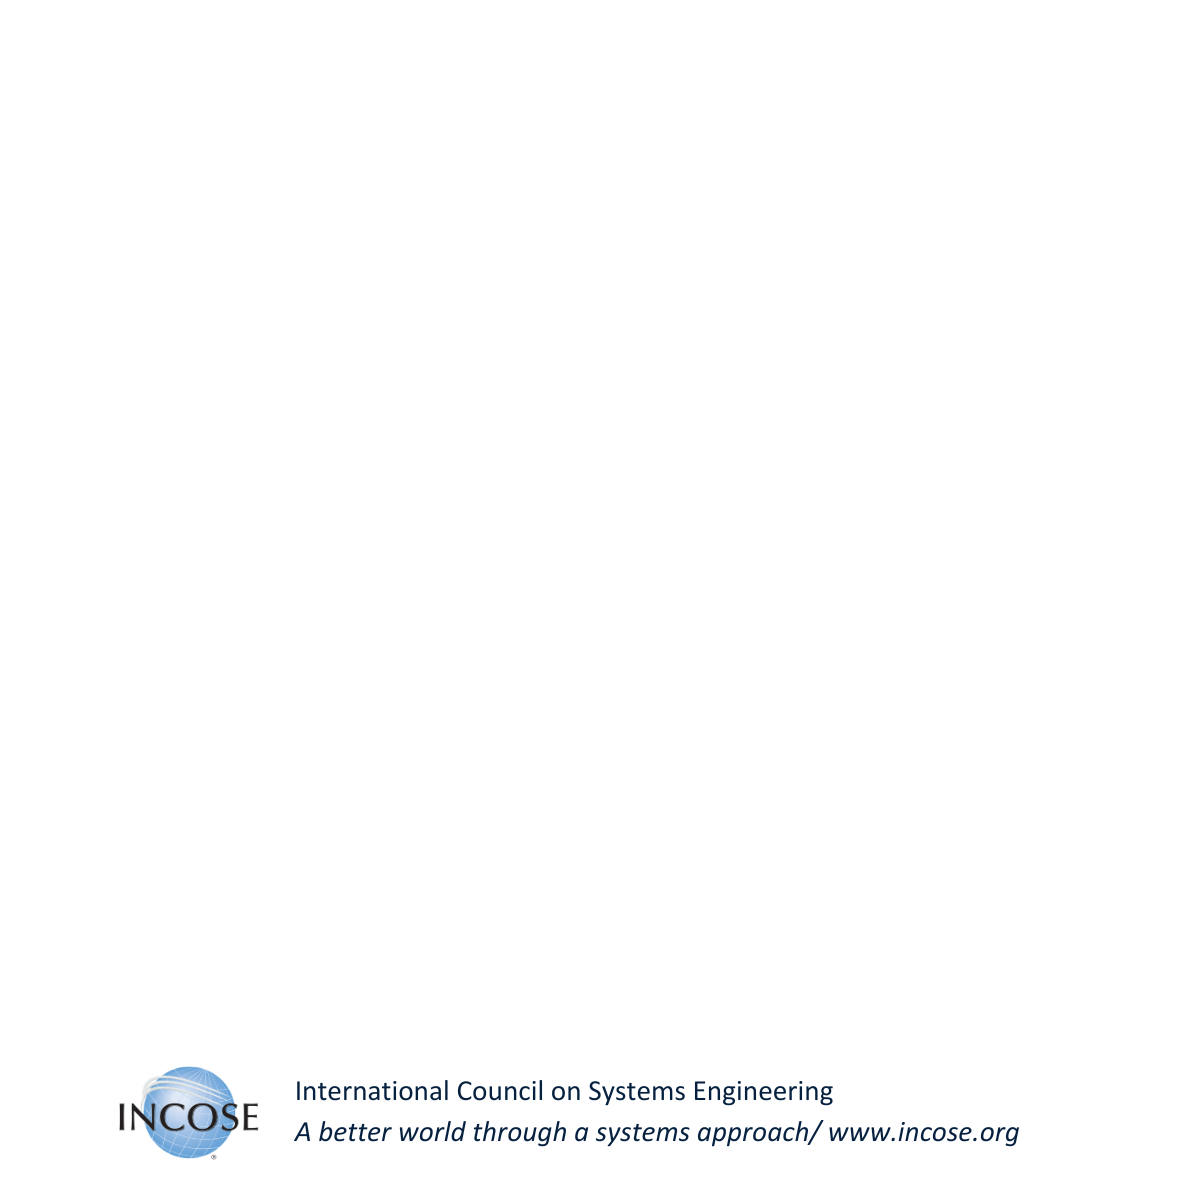 INCOSE
®
International Council on Systems Engineering
A better world through a systems approach/ www.incose.org